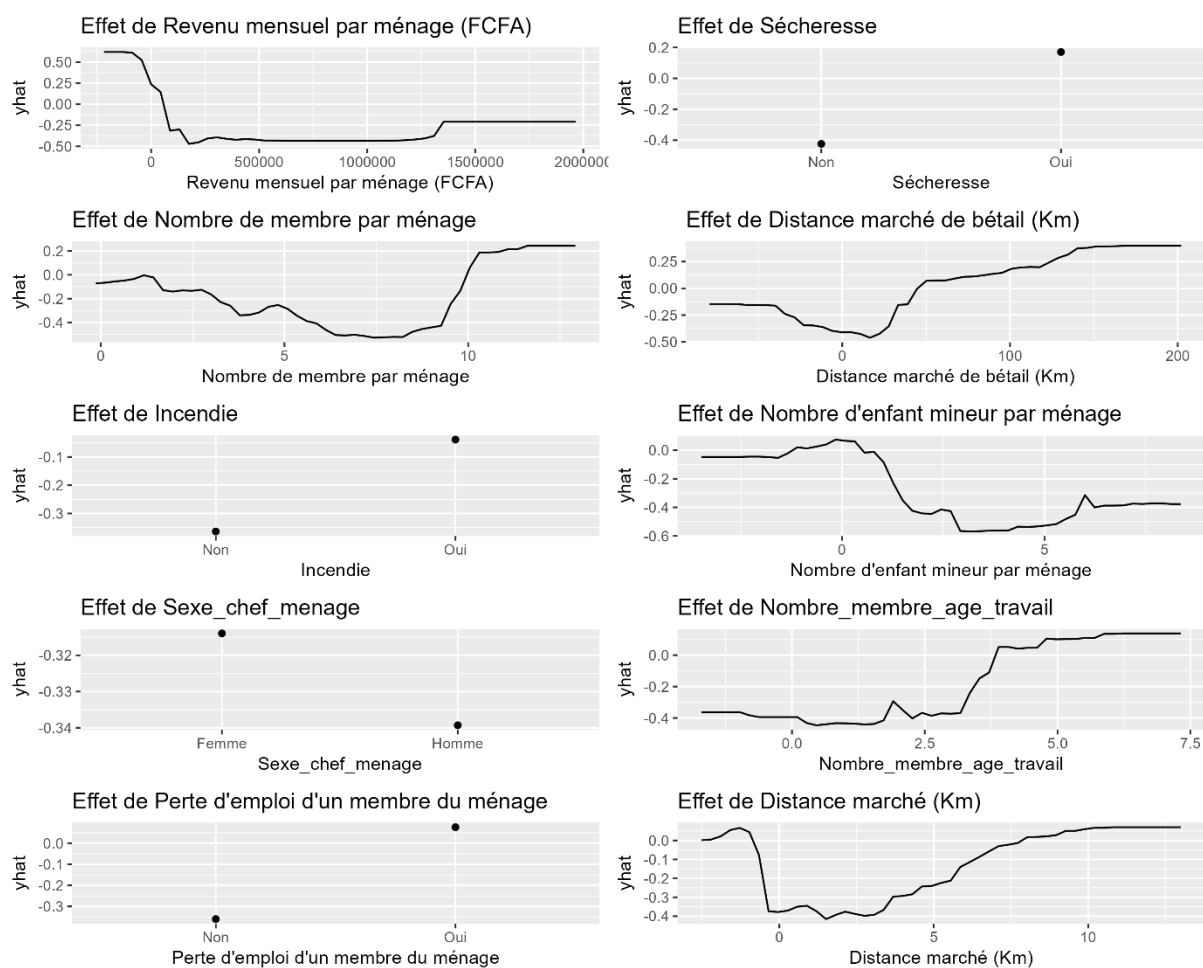 Effet de Revenu mensuel par ménage (FCFA)
yhat
0.50
0.25
0.00
-0.25
-0.50
0
500000
1000000
1500000
2000000
Revenu mensuel par ménage (FCFA)
Effet de Sécheresse
yhat
0.2
0.0
-0.2
-0.4
Non
Oui
Sécheresse
Effet de Nombre de membre par ménage
yhat
0.2
0.0
-0.2
-0.4
0
5
10
Nombre de membre par ménage
Effet de Distance marché de bétail (Km)
yhat
0.25
0.00
-0.25
-0.50
0
100
200
Distance marché de bétail (Km)
Effet de Incendie
yhat
-0.1
-0.2
-0.3
Non
Oui
Incendie
Effet de Nombre d'enfant mineur par ménage
yhat
0.0
-0.2
-0.4
-0.6
0
5
Nombre d'enfant mineur par ménage
Effet de Sexe_chef_menage
yhat
-0.32
-0.33
-0.34
Femme
Homme
Sexe_chef_menage
Effet de Nombre_membre_age_travail
yhat
0.0
-0.2
-0.4
0.0
2.5
5.0
7.5
Nombre_membre_age_travail
Effet de Perte d'emploi d'un membre du ménage
yhat
0.0
-0.1
-0.2
-0.3
Non
Oui
Perte d'emploi d'un membre du ménage
Effet de Distance marché (Km)
yhat
0.0
-0.1
-0.2
-0.3
-0.4
0
5
10
Distance marché (Km)